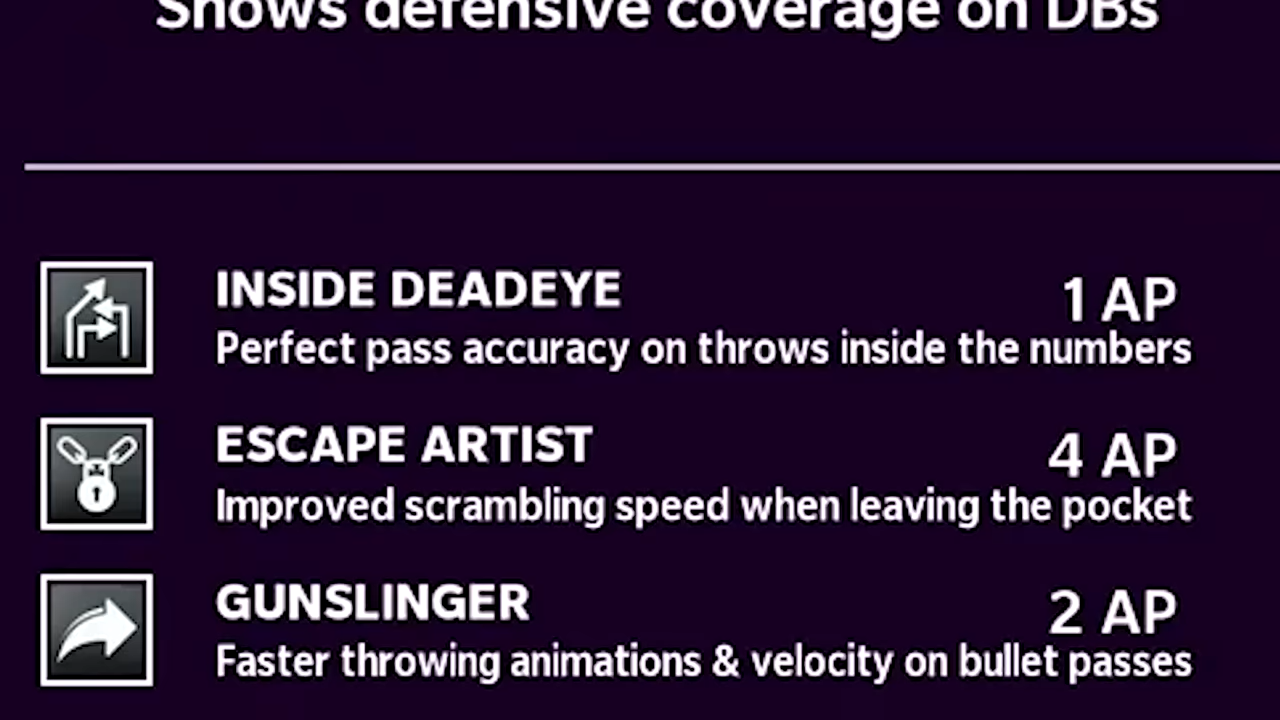 Shows defensive coverage on DBs
INSIDE DEADEYE
1 AP
Perfect pass accuracy on throws inside the numbers
ESCAPE ARTIST
4 AP
Improved scrambling speed when leaving the pocket
GUNSLINGER
2 AP
Faster throwing animations & velocity on bullet passes